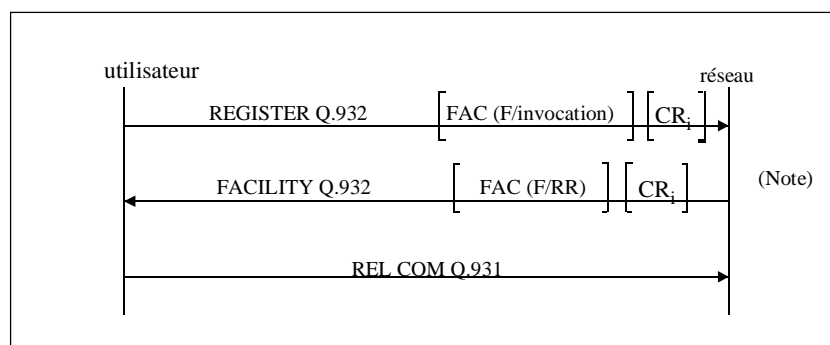 utilisateur
réseau
REGISTER Q.932 [FAC (F/invocation)] [CRi]
FACILITY Q.932 [FAC (F/RR)] [CRi]
(Note)
REL COM Q.931